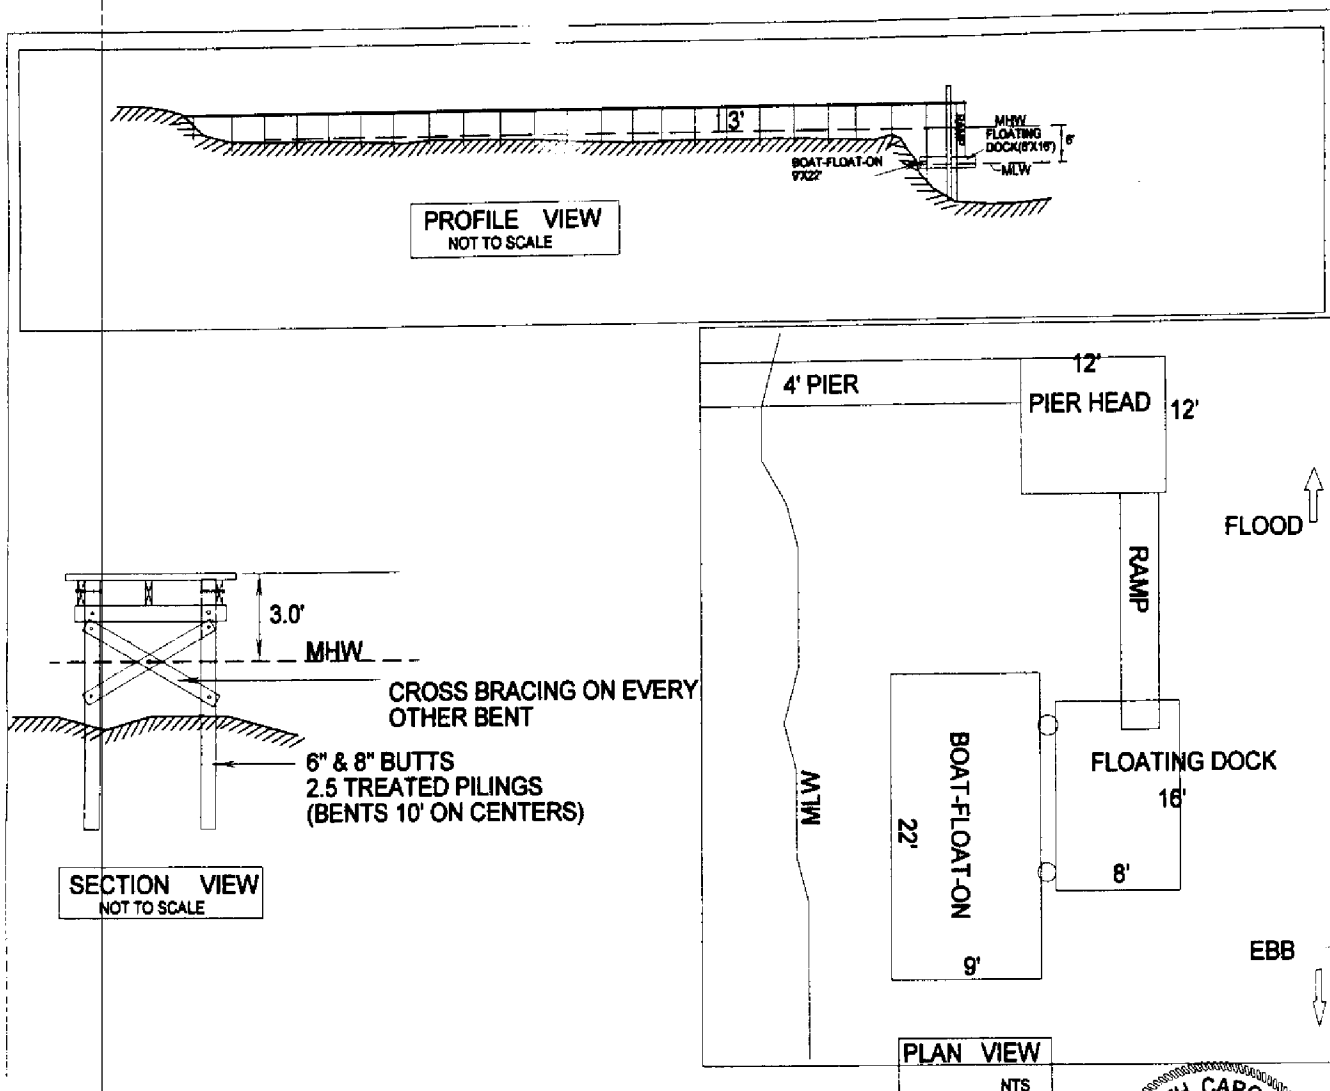 3'
RAMP
MHW
FLOATING
DOCK(8'X16')
6'
MLW
BOAT-FLOAT-ON
9'X22'
PROFILE VIEW
NOT TO SCALE
12'
4' PIER
PIER HEAD
12'
FLOOD
RAMP
3.0'
MHW
CROSS BRACING ON EVERY
OTHER BENT
6" & 8" BUTTS
2.5 TREATED PILINGS
(BENTS 10' ON CENTERS)
SECTION VIEW
NOT TO SCALE
MLW
BOAT-FLOAT-ON
22'
9'
FLOATING DOCK
16'
8'
EBB
PLAN VIEW
NTS